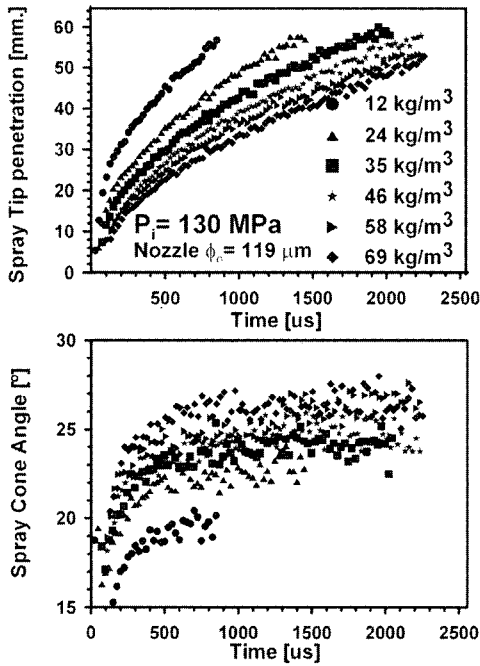 Spray Tip penetration [mm.]
60
50
40
30
20
10
0
12 kg/m3
24 kg/m3
35 kg/m3
46 kg/m3
58 kg/m3
69 kg/m3
Pi= 130 MPa
Nozzle ϕo= 119 μm
500 1000 1500 2000 2500
Time [us]
Spray Cone Angle [º]
30
25
20
15
0 500 1000 1500 2000 2500
Time [us]